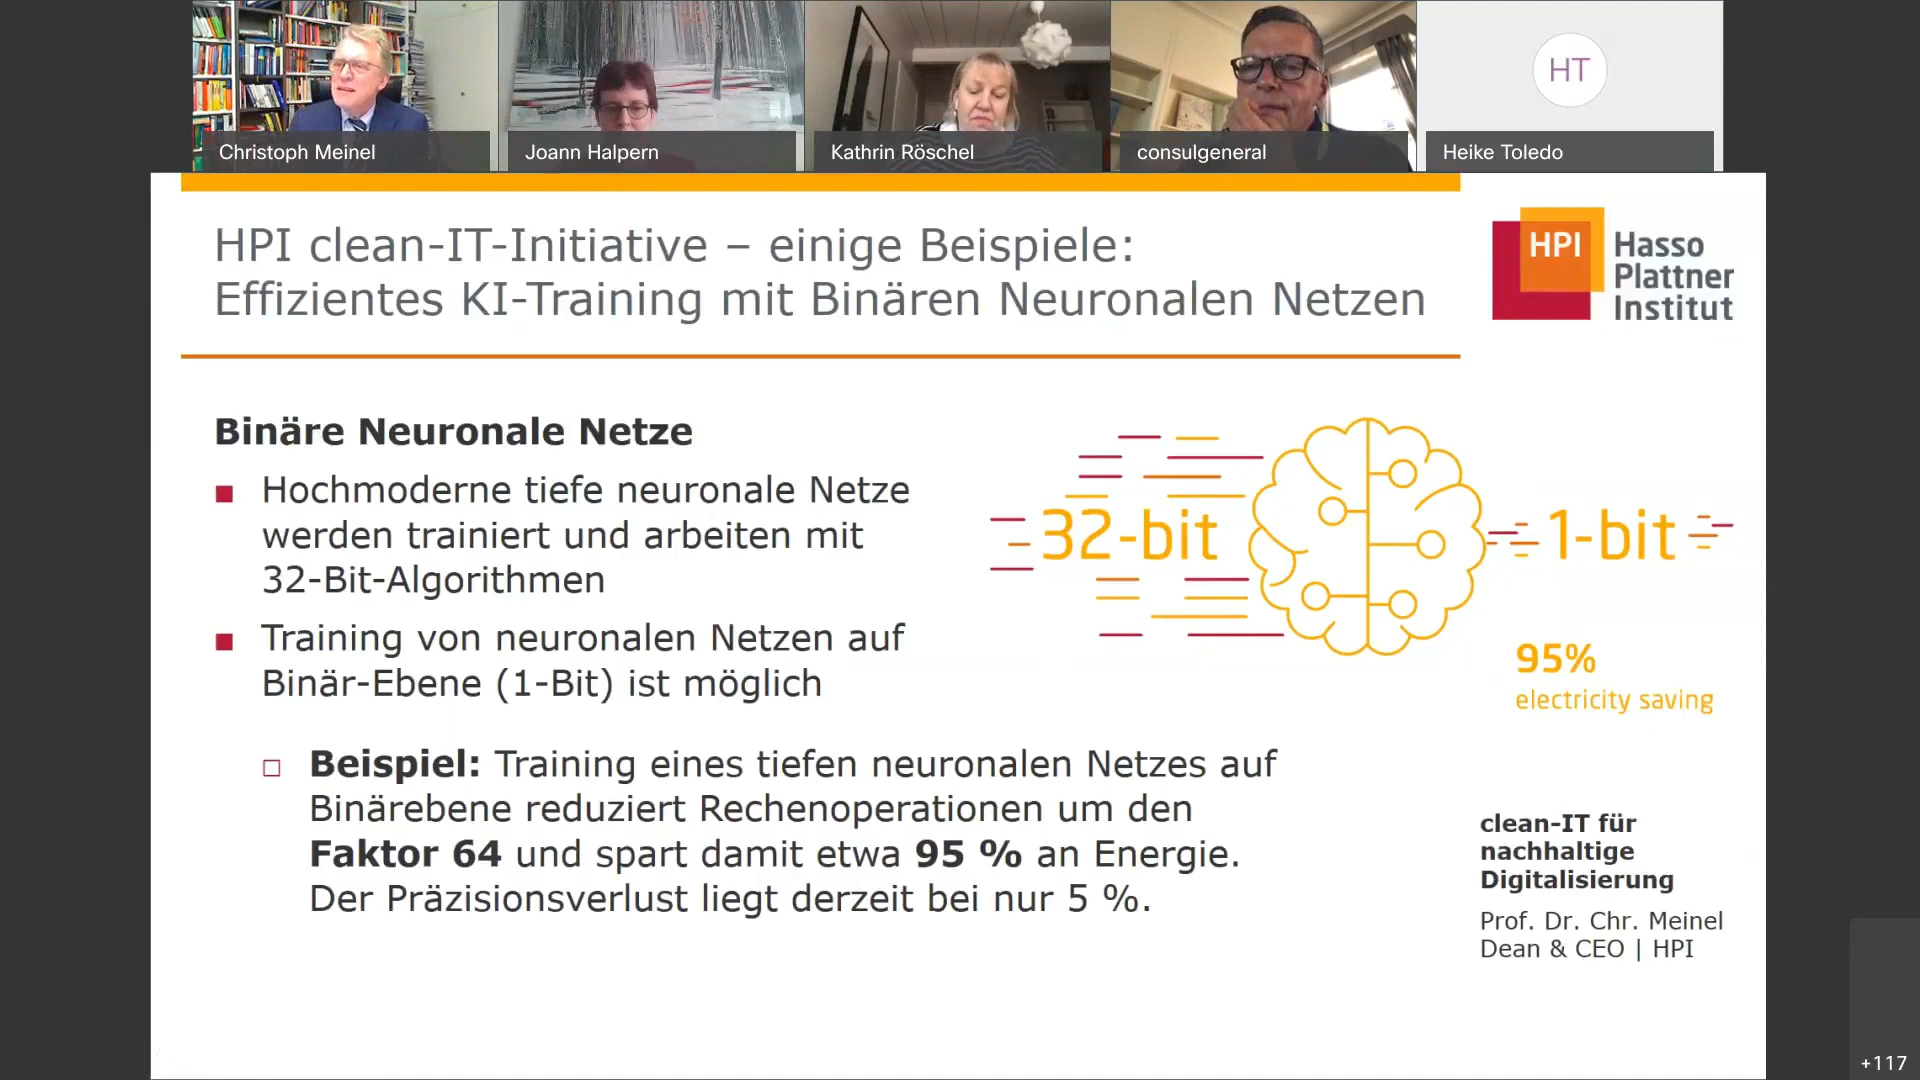 Christoph Meinel
Joann Halpern
Kathrin Röschel
consulgeneral
HT
Heike Toledo
HPI clean-IT-Initiative – einige Beispiele:
Effizientes KI-Training mit Binären Neuronalen Netzen
HPI
Hasso
Plattner
Institut
Binäre Neuronale Netze
■ Hochmoderne tiefe neuronale Netze
werden trainiert und arbeiten mit
32-Bit-Algorithmen
■ Training von neuronalen Netzen auf
Binär-Ebene (1-Bit) ist möglich
□ Beispiel: Training eines tiefen neuronalen Netzes auf
Binärebene reduziert Rechenoperationen um den
Faktor 64 und spart damit etwa 95 % an Energie.
Der Präzisionsverlust liegt derzeit bei nur 5 %.
32-bit
1-bit
95%
electricity saving
clean-IT für
nachhaltige
Digitalisierung
Prof. Dr. Chr. Meinel
Dean & CEO | HPI
+117